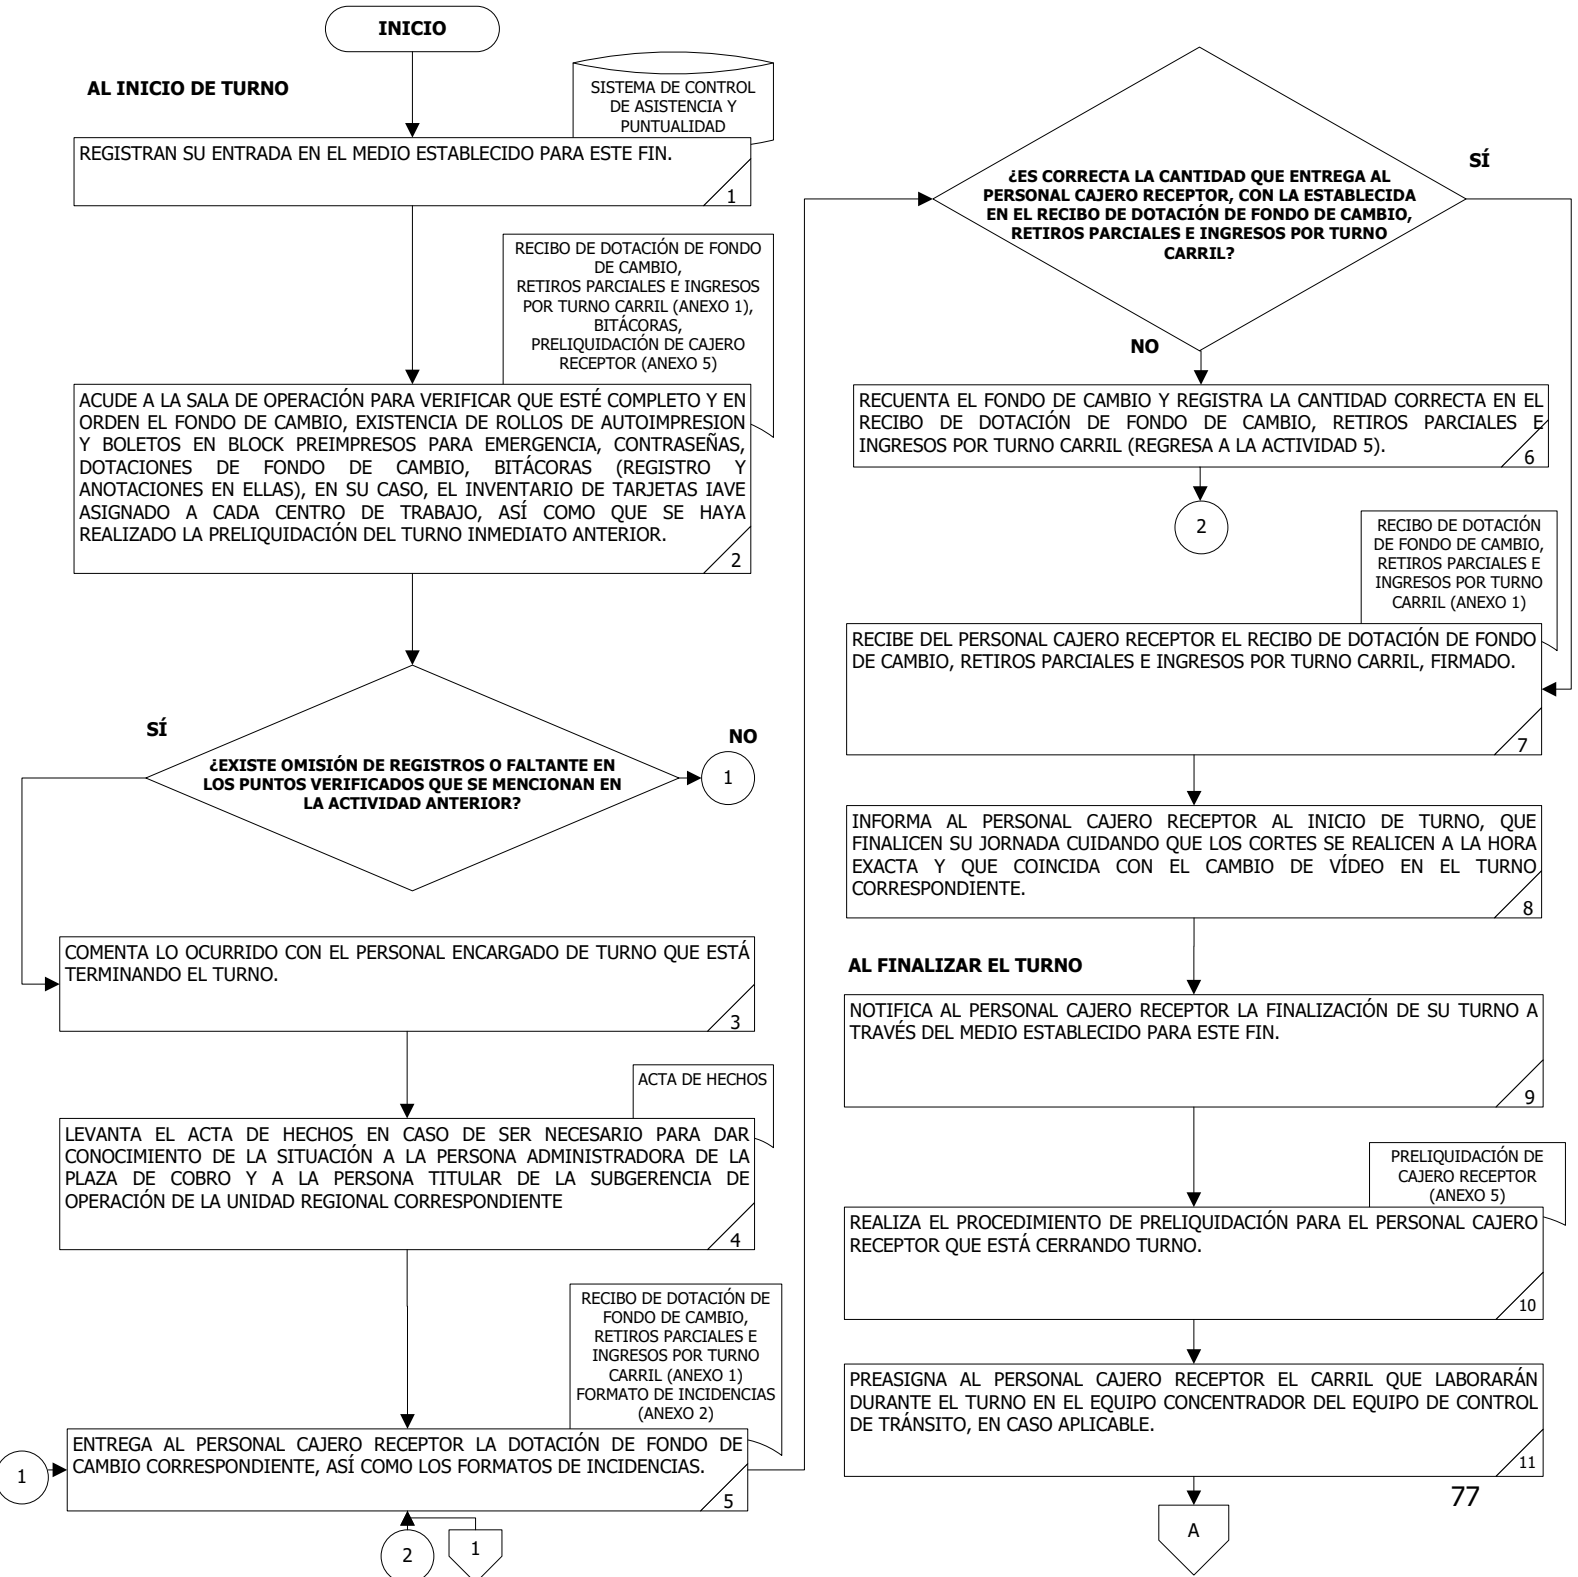 INICIO
AL INICIO DE TURNO
SISTEMA DE CONTROL
DE ASISTENCIA Y
PUNTUALIDAD
REGISTRAN SU ENTRADA EN EL MEDIO ESTABLECIDO PARA ESTE FIN.
1
RECIBO DE DOTACIÓN DE FONDO
DE CAMBIO,
RETIROS PARCIALES E INGRESOS
POR TURNO CARRIL (ANEXO 1),
BITÁCORAS,
PRELIQUIDACIÓN DE CAJERO
RECEPTOR (ANEXO 5)
ACUDE A LA SALA DE OPERACIÓN PARA VERIFICAR QUE ESTÉ COMPLETO Y EN
ORDEN EL FONDO DE CAMBIO, EXISTENCIA DE ROLLOS DE AUTOIMPRESION
Y BOLETOS EN BLOCK PREIMPRESOS PARA EMERGENCIA, CONTRASEÑAS,
DOTACIONES DE FONDO DE CAMBIO, BITÁCORAS (REGISTRO Y
ANOTACIONES EN ELLAS), EN SU CASO, EL INVENTARIO DE TARJETAS IAVE
ASIGNADO A CADA CENTRO DE TRABAJO, ASÍ COMO QUE SE HAYA
REALIZADO LA PRELIQUIDACIÓN DEL TURNO INMEDIATO ANTERIOR.
2
SÍ
NO
¿EXISTE OMISIÓN DE REGISTROS O FALTANTE EN
LOS PUNTOS VERIFICADOS QUE SE MENCIONAN EN
LA ACTIVIDAD ANTERIOR?
1
COMENTA LO OCURRIDO CON EL PERSONAL ENCARGADO DE TURNO QUE ESTÁ
TERMINANDO EL TURNO.
3
ACTA DE HECHOS
LEVANTA EL ACTA DE HECHOS EN CASO DE SER NECESARIO PARA DAR
CONOCIMIENTO DE LA SITUACIÓN A LA PERSONA ADMINISTRADORA DE LA
PLAZA DE COBRO Y A LA PERSONA TITULAR DE LA SUBGERENCIA DE
OPERACIÓN DE LA UNIDAD REGIONAL CORRESPONDIENTE
4
RECIBO DE DOTACIÓN DE
FONDO DE CAMBIO,
RETIROS PARCIALES E
INGRESOS POR TURNO
CARRIL (ANEXO 1)
FORMATO DE INCIDENCIAS
(ANEXO 2)
1
ENTREGA AL PERSONAL CAJERO RECEPTOR LA DOTACIÓN DE FONDO DE
CAMBIO CORRESPONDIENTE, ASÍ COMO LOS FORMATOS DE INCIDENCIAS.
5
2
1
¿ES CORRECTA LA CANTIDAD QUE ENTREGA AL
PERSONAL CAJERO RECEPTOR, CON LA ESTABLECIDA
EN EL RECIBO DE DOTACIÓN DE FONDO DE CAMBIO,
RETIROS PARCIALES E INGRESOS POR TURNO
CARRIL?
SÍ
NO
RECUENTA EL FONDO DE CAMBIO Y REGISTRA LA CANTIDAD CORRECTA EN EL
RECIBO DE DOTACIÓN DE FONDO DE CAMBIO, RETIROS PARCIALES E
INGRESOS POR TURNO CARRIL (REGRESA A LA ACTIVIDAD 5).
6
2
RECIBO DE DOTACIÓN
DE FONDO DE CAMBIO,
RETIROS PARCIALES E
INGRESOS POR TURNO
CARRIL (ANEXO 1)
RECIBE DEL PERSONAL CAJERO RECEPTOR EL RECIBO DE DOTACIÓN DE FONDO
DE CAMBIO, RETIROS PARCIALES E INGRESOS POR TURNO CARRIL, FIRMADO.
7
INFORMA AL PERSONAL CAJERO RECEPTOR AL INICIO DE TURNO, QUE
FINALICEN SU JORNADA CUIDANDO QUE LOS CORTES SE REALICEN A LA HORA
EXACTA Y QUE COINCIDA CON EL CAMBIO DE VÍDEO EN EL TURNO
CORRESPONDIENTE.
8
AL FINALIZAR EL TURNO
NOTIFICA AL PERSONAL CAJERO RECEPTOR LA FINALIZACIÓN DE SU TURNO A
TRAVÉS DEL MEDIO ESTABLECIDO PARA ESTE FIN.
9
PRELIQUIDACIÓN DE
CAJERO RECEPTOR
(ANEXO 5)
REALIZA EL PROCEDIMIENTO DE PRELIQUIDACIÓN PARA EL PERSONAL CAJERO
RECEPTOR QUE ESTÁ CERRANDO TURNO.
10
PREASIGNA AL PERSONAL CAJERO RECEPTOR EL CARRIL QUE LABORARÁN
DURANTE EL TURNO EN EL EQUIPO CONCENTRADOR DEL EQUIPO DE CONTROL
DE TRÁNSITO, EN CASO APLICABLE.
11
77
A